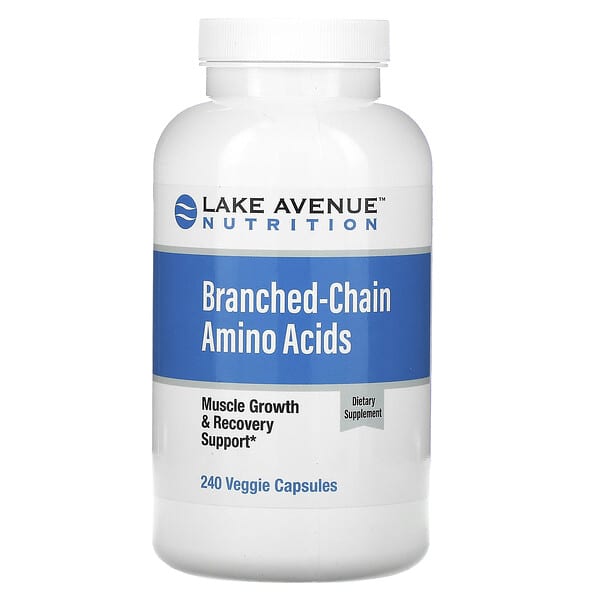 LAKE AVENUE™
NUTRITION
Branched-Chain
Amino Acids
Muscle Growth
& Recovery
Support*
Dietary
Supplement
240 Veggie Capsules